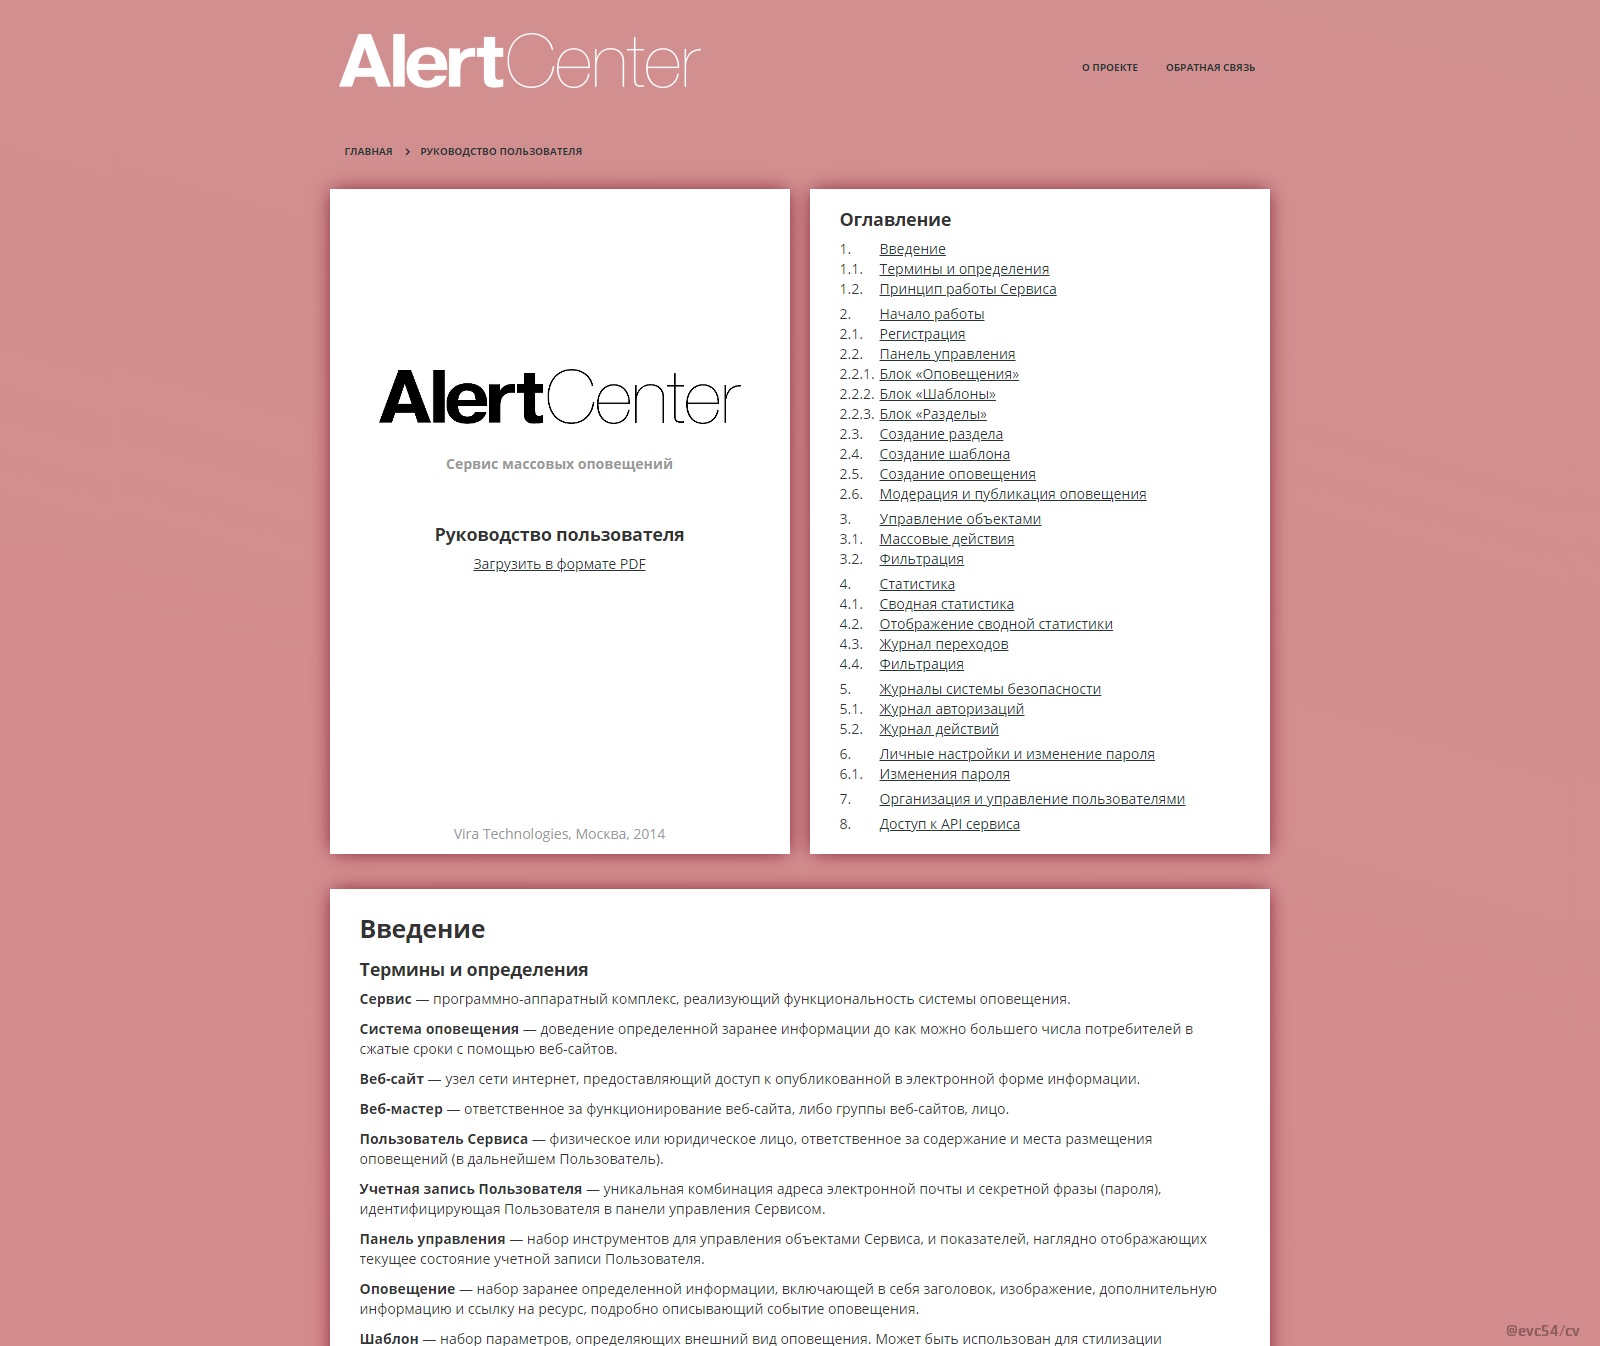 AlertCenter
О ПРОЕКТЕ ОБРАТНАЯ СВЯЗЬ
ГЛАВНАЯ > РУКОВОДСТВО ПОЛЬЗОВАТЕЛЯ
AlertCenter
Сервис массовых оповещений
Руководство пользователя
Загрузить в формате PDF
Vira Technologies, Москва, 2014
Оглавление
1. Введение
1.1. Термины и определения
1.2. Принцип работы Сервиса
2. Начало работы
2.1. Регистрация
2.2. Панель управления
2.2.1. Блок «Оповещения»
2.2.2. Блок «Шаблоны»
2.2.3. Блок «Разделы»
2.3. Создание раздела
2.4. Создание шаблона
2.5. Создание оповещения
2.6. Модерация и публикация оповещения
3. Управление объектами
3.1. Массовые действия
3.2. Фильтрация
4. Статистика
4.1. Сводная статистика
4.2. Отображение сводной статистики
4.3. Журнал переходов
4.4. Фильтрация
5. Журналы системы безопасности
5.1. Журнал авторизаций
5.2. Журнал действий
6. Личные настройки и изменение пароля
6.1. Изменения пароля
7. Организация и управление пользователями
8. Доступ к API сервиса
Введение
Термины и определения
Сервис — программно-аппаратный комплекс, реализующий функциональность системы оповещения.
Система оповещения — доведение определенной заранее информации до как можно большего числа потребителей в
сжатые сроки с помощью веб-сайтов.
Веб-сайт — узел сети интернет, предоставляющий доступ к опубликованной в электронной форме информации.
Веб-мастер — ответственное за функционирование веб-сайта, либо группы веб-сайтов, лицо.
Пользователь Сервиса — физическое или юридическое лицо, ответственное за содержание и места размещения
оповещений (в дальнейшем Пользователь).
Учетная запись Пользователя — уникальная комбинация адреса электронной почты и секретной фразы (пароля),
идентифицирующая Пользователя в панели управления Сервисом.
Панель управления — набор инструментов для управления объектами Сервиса, и показателей, наглядно отображающих
текущее состояние учетной записи Пользователя.
Оповещение — набор заранее определенной информации, включающей в себя заголовок, изображение, дополнительную
информацию и ссылку на ресурс, подробно описывающий событие оповещения.
Шаблон — набор параметров, определяющих внешний вид оповещения. Может быть использован для стилизации
@evc54/cv